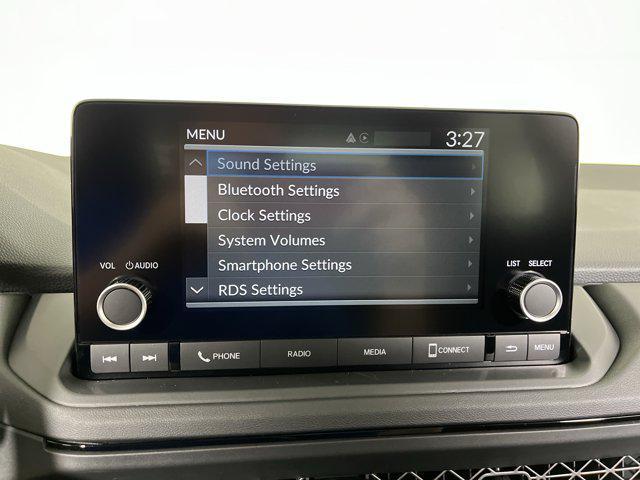 MENU 3:27
Sound Settings
Bluetooth Settings
Clock Settings
System Volumes
Smartphone Settings
RDS Settings
VOL AUDIO
LIST SELECT
PHONE RADIO MEDIA CONNECT MENU